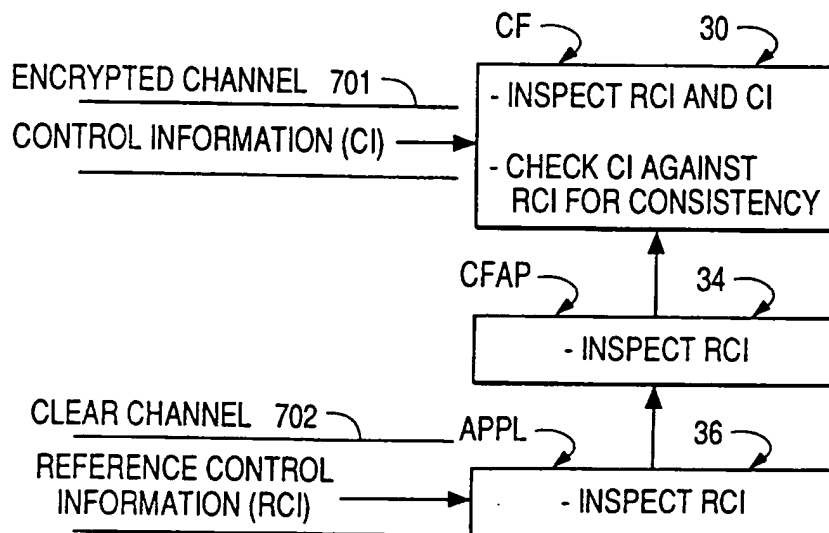 CF 30
ENCRYPTED CHANNEL 701
- INSPECT RCI AND CI
CONTROL INFORMATION (CI)
- CHECK CI AGAINST
RCI FOR CONSISTENCY
CFAP 34
- INSPECT RCI
CLEAR CHANNEL 702
APPL 36
REFERENCE CONTROL
INFORMATION (RCI)
- INSPECT RCI